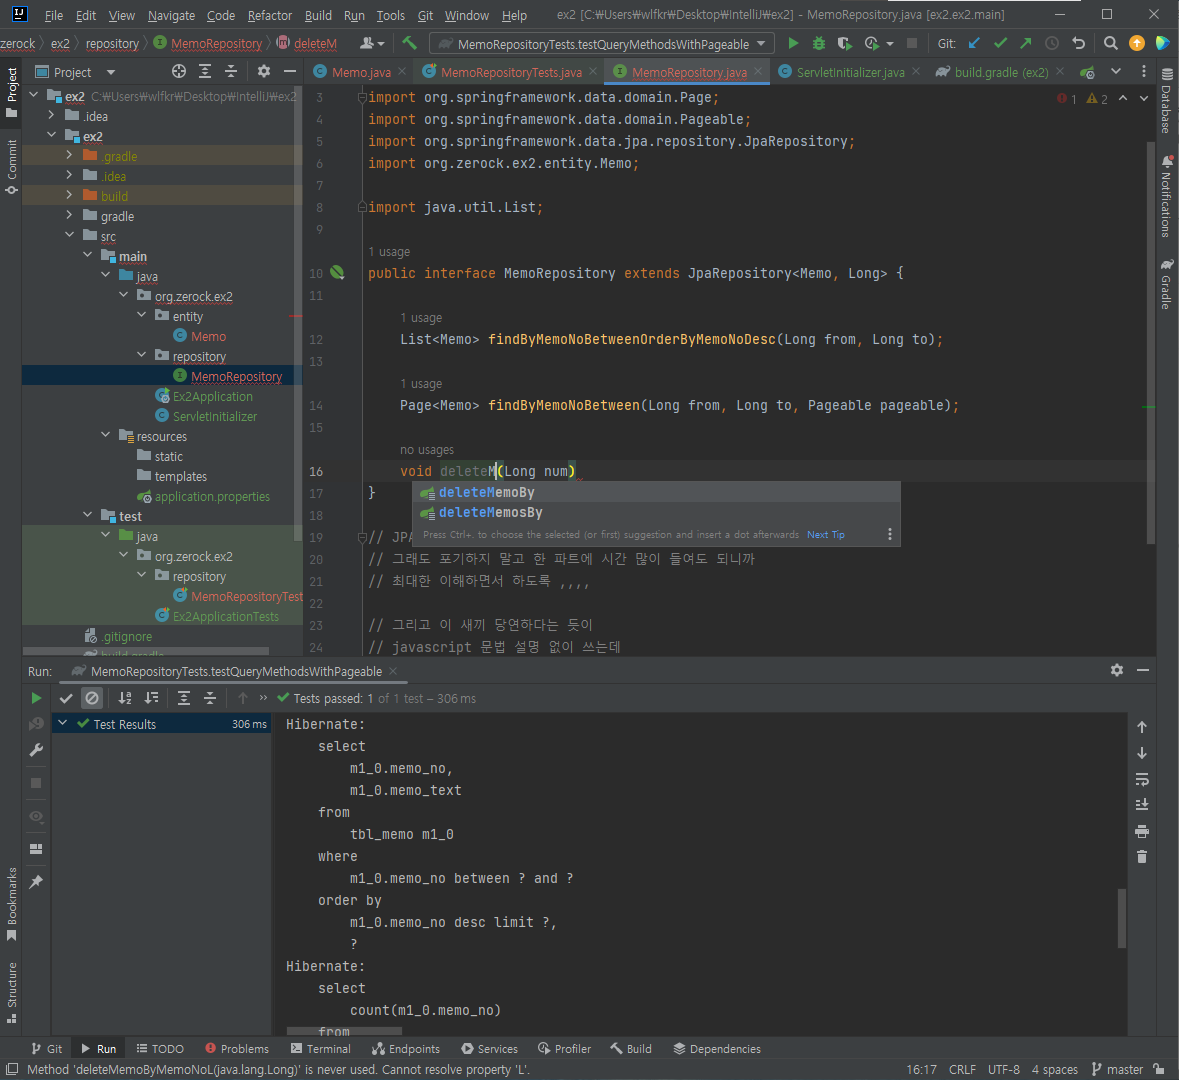 File Edit View Navigate Code Refactor Build Run Tools Git Window Help ex2 [C:₩Users₩wlfkr₩Desktop₩IntelliJ₩ex2] - MemoRepository.java [ex2.ex2.main]
zerock ex2 repository MemoRepository deleteM MemoRepositoryTests.testQueryMethodsWithPageable Git:
Project Memo.java MemoRepositoryTests.java MemoRepository.java ServletInitializer.java build.gradle (ex2)
Project
Commit
Bookmarks
Structure
ex2 C:₩Users₩wlfkr₩Desktop₩IntelliJ₩ex2
.idea
ex2
.gradle
.idea
build
gradle
src
main
java
org.zerock.ex2
entity
Memo
repository
MemoRepository
Ex2Application
ServletInitializer
resources
static
templates
application.properties
test
java
org.zerock.ex2
repository
MemoRepositoryTest
Ex2ApplicationTests
.gitignore
build.gradle
1 2
3 import org.springframework.data.domain.Page;
4 import org.springframework.data.domain.Pageable;
5 import org.springframework.data.jpa.repository.JpaRepository;
6 import org.zerock.ex2.entity.Memo;
7
8 import java.util.List;
9
1 usage
10 public interface MemoRepository extends JpaRepository<Memo, Long> {
11
1 usage
12 List<Memo> findByMemoNoBetweenOrderByMemoNoDesc(Long from, Long to);
13
1 usage
14 Page<Memo> findByMemoNoBetween(Long from, Long to, Pageable pageable);
15
no usages
16 void deleteM(Long num)
17 }
deleteMemoBy
18
deleteMemosBy
19 // JPA
Press Ctrl+. to choose the selected (or first) suggestion and insert a dot afterwards Next Tip
20 // 그래도 포기하지 말고 한 파트에 시간 많이 들여도 되니까
21 // 최대한 이해하면서 하도록 ,,,,
22
23 // 그리고 이 새끼 당연하다는 듯이
24 // javascript 문법 설명 없이 쓰는데
Database
Notifications
Gradle
Run: MemoRepositoryTests.testQueryMethodsWithPageable
Tests passed: 1 of 1 test – 306 ms
Test Results 306 ms
Hibernate:
select
m1_0.memo_no,
m1_0.memo_text
from
tbl_memo m1_0
where
m1_0.memo_no between ? and ?
order by
m1_0.memo_no desc limit ?,
?
Hibernate:
select
count(m1_0.memo_no)
from
Git Run TODO Problems Terminal Endpoints Services Profiler Build Dependencies
Method 'deleteMemoByMemoNoL(java.lang.Long)' is never used. Cannot resolve property 'L'. 16:17 CRLF UTF-8 4 spaces master